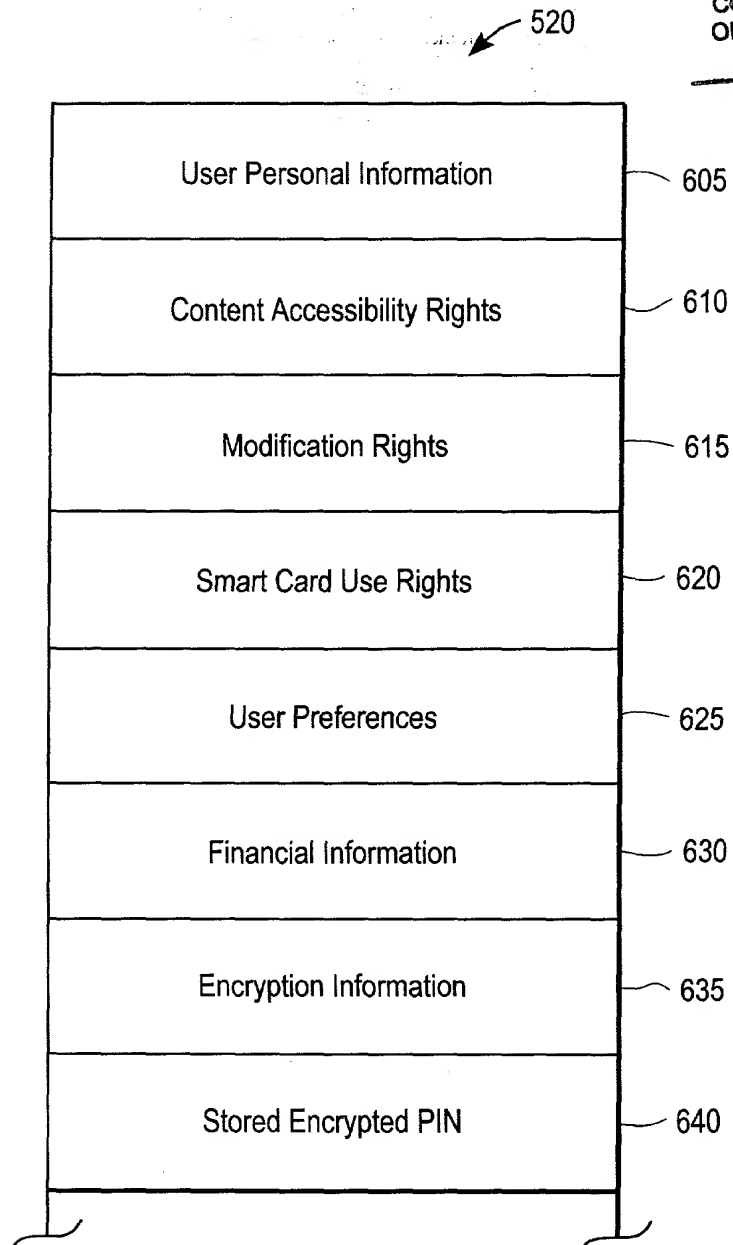 520
User Personal Information
605
Content Accessibility Rights
610
Modification Rights
615
Smart Card Use Rights
620
User Preferences
625
Financial Information
630
Encryption Information
635
Stored Encrypted PIN
640